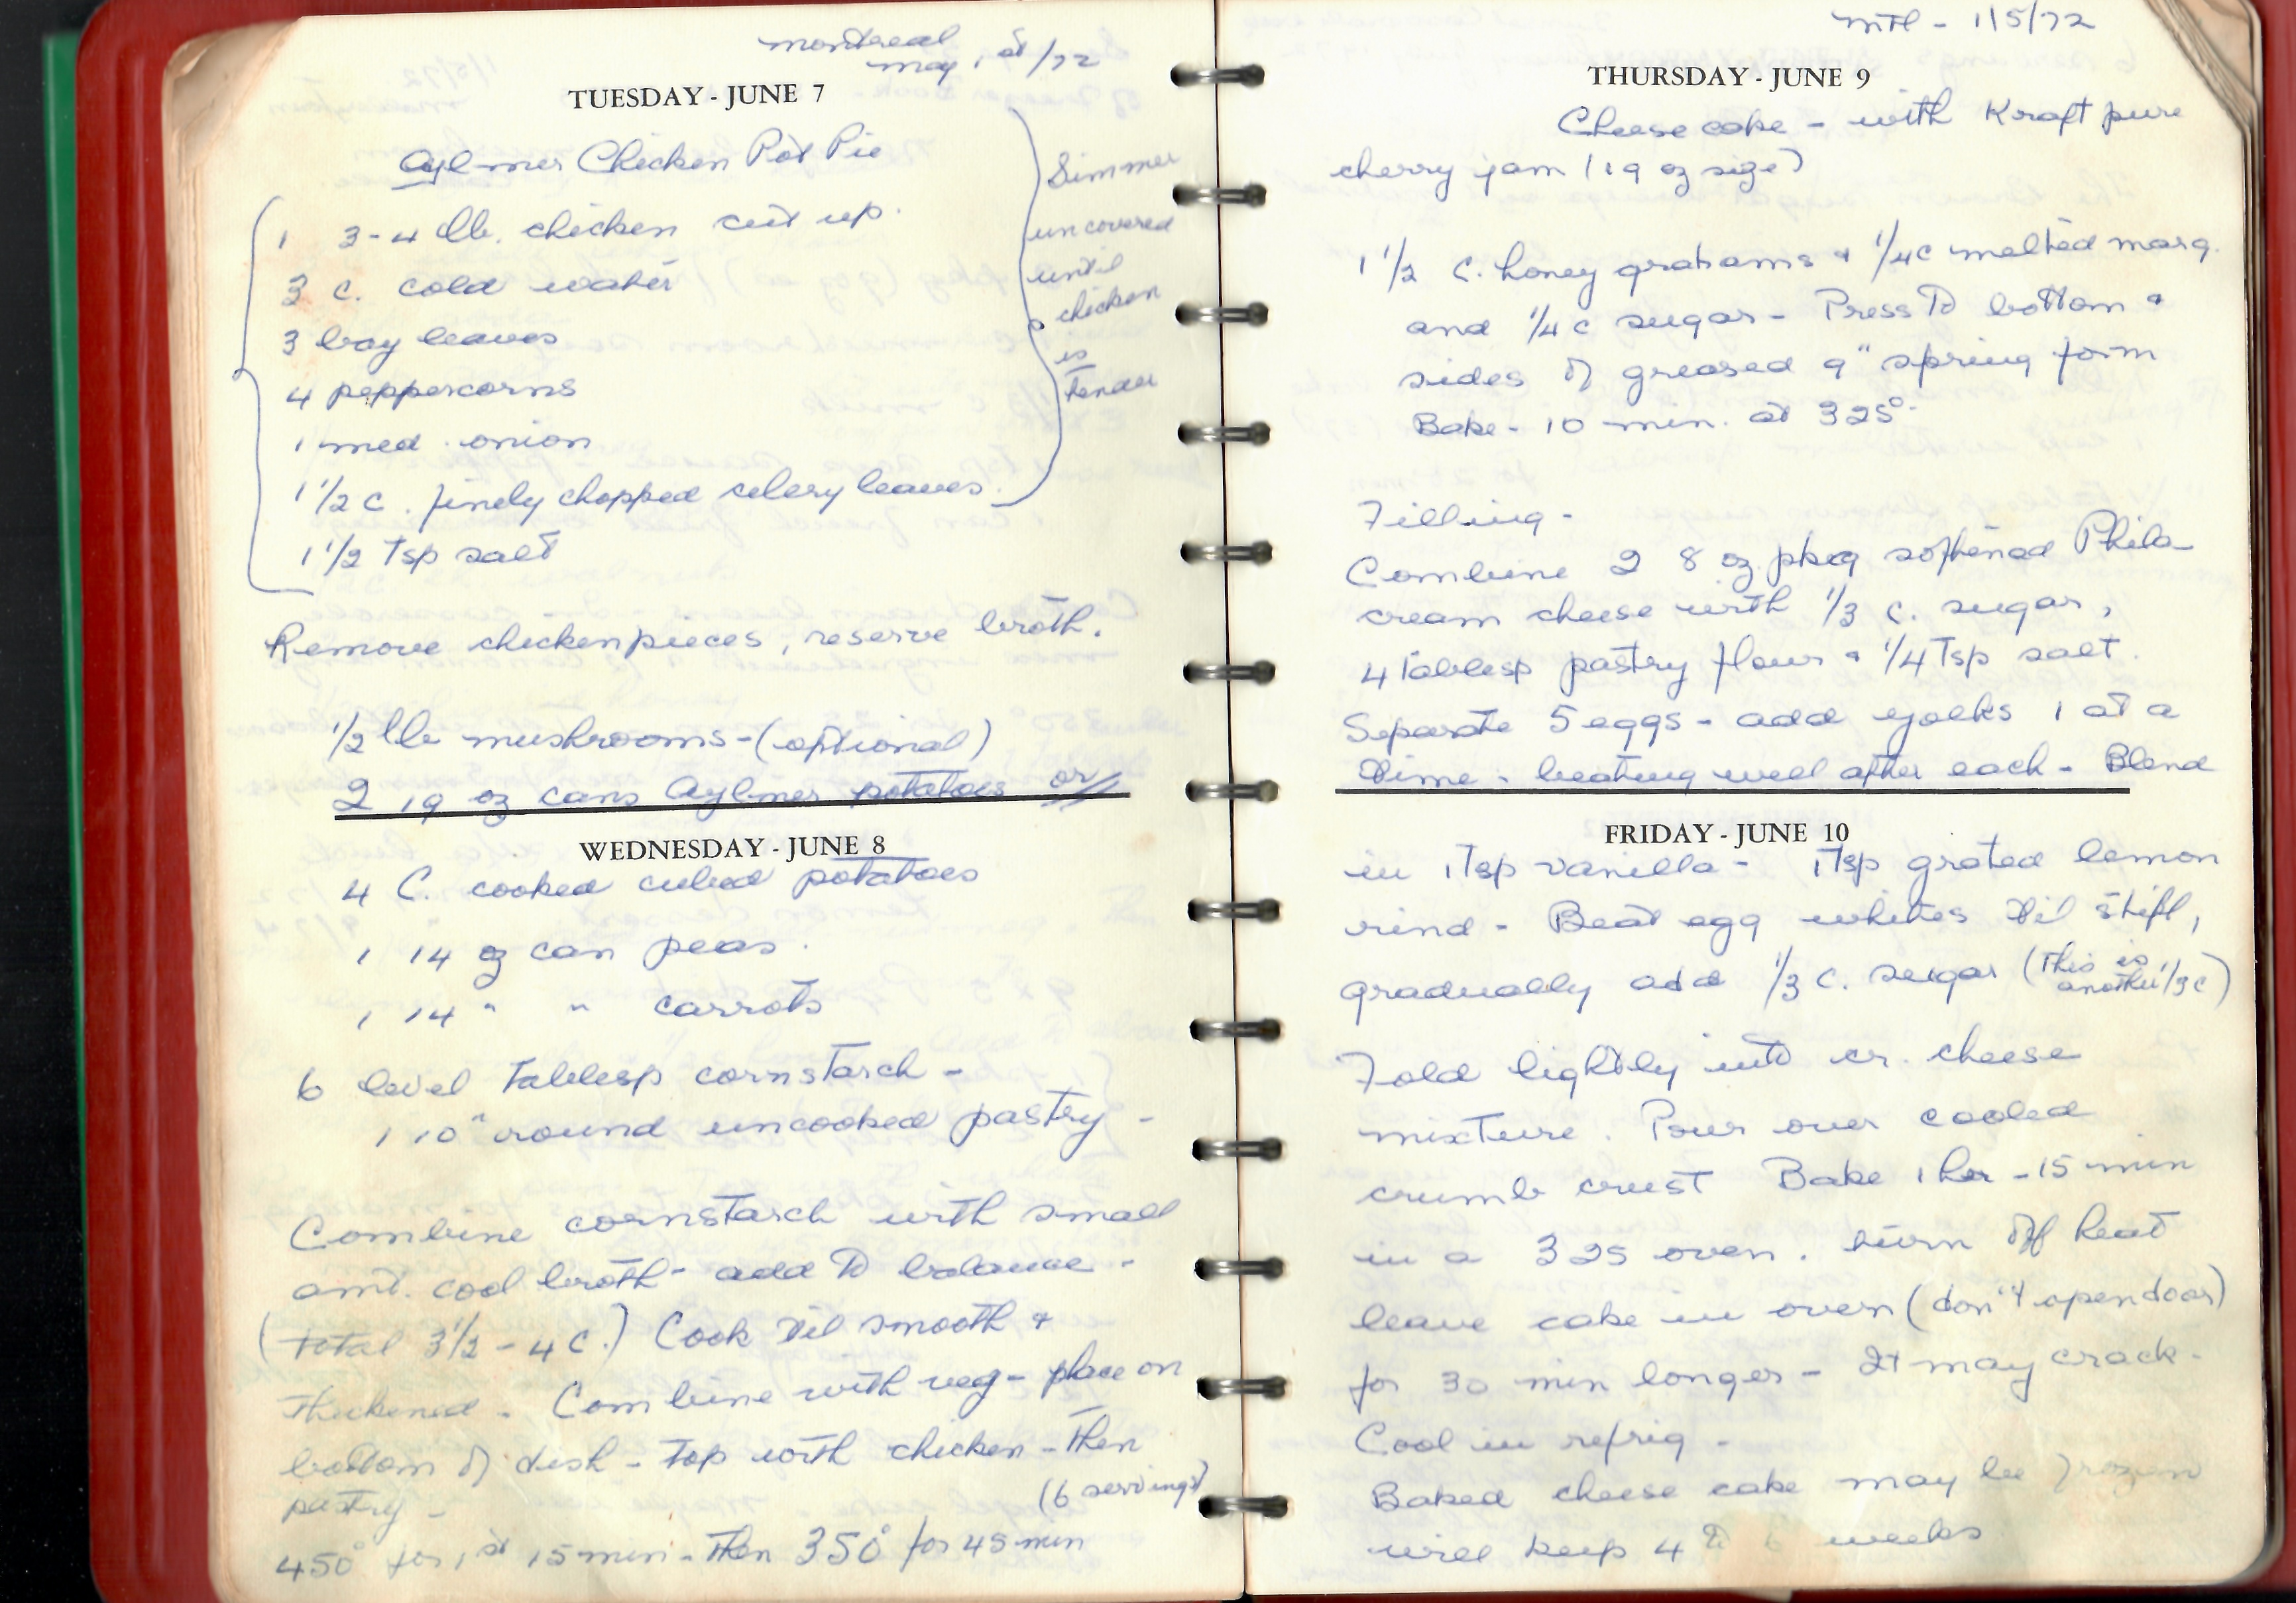 montreal
may 1st/72
TUESDAY - JUNE 7
Aylmer Chicken Pot Pie
1 3-4 lb. chicken cut up.
3 c. cold water
3 bay leaves
4 peppercorns
1 med. onion
1 1/2 c. finely chopped celery leaves.
1 1/2 Tsp salt
Simmer
uncovered
until
chicken
is
tender
Remove chicken pieces, reserve broth.
1/2 lb mushrooms - (optional)
2 19 oz cans Aylmer potatoes or
WEDNESDAY - JUNE 8
4 C. cooked cubed potatoes
1 14 oz can peas.
1 14 " " carrots
6 level Tablesp cornstarch -
1 10" round uncooked pastry -
Combine cornstarch with small
amt. cool broth - add to balance -
(total 3 1/2 - 4 C.) Cook til smooth &
thickened. Combine with veg - place on
bottom of dish - top with chicken - then
pastry - (6 servings)
450° for 1st 15 min. - then 350° for 45 min
Mtl - 1/5/72
THURSDAY - JUNE 9
Cheese cake - with Kraft pure
cherry jam (19 oz size)
1 1/2 C. honey grahams & 1/4 c melted marg.
and 1/4 c sugar - Press to bottom &
sides of greased 9" spring form
Bake - 10 min. at 325°
Filling -
Combine 2 8 oz pkg softened Phila
cream cheese with 1/3 c. sugar,
4 Tablesp pastry flour & 1/4 Tsp salt.
Separate 5 eggs - add yolks 1 at a
time - beating well after each - Blend
FRIDAY - JUNE 10
in 1 Tsp vanilla - 1 Tsp grated lemon
rind - Beat egg whites til stiff,
gradually add 1/3 C. sugar (this is
another 1/3 C)
Fold lightly into cr. cheese
mixture. Pour over cooled
crumb crust Bake 1 hr - 15 min
in a 325 oven. turn off heat
leave cake in oven (don't open door)
for 30 min longer - It may crack -
Cool in refrig -
Baked cheese cake may be frozen
will keep 4 to 6 weeks